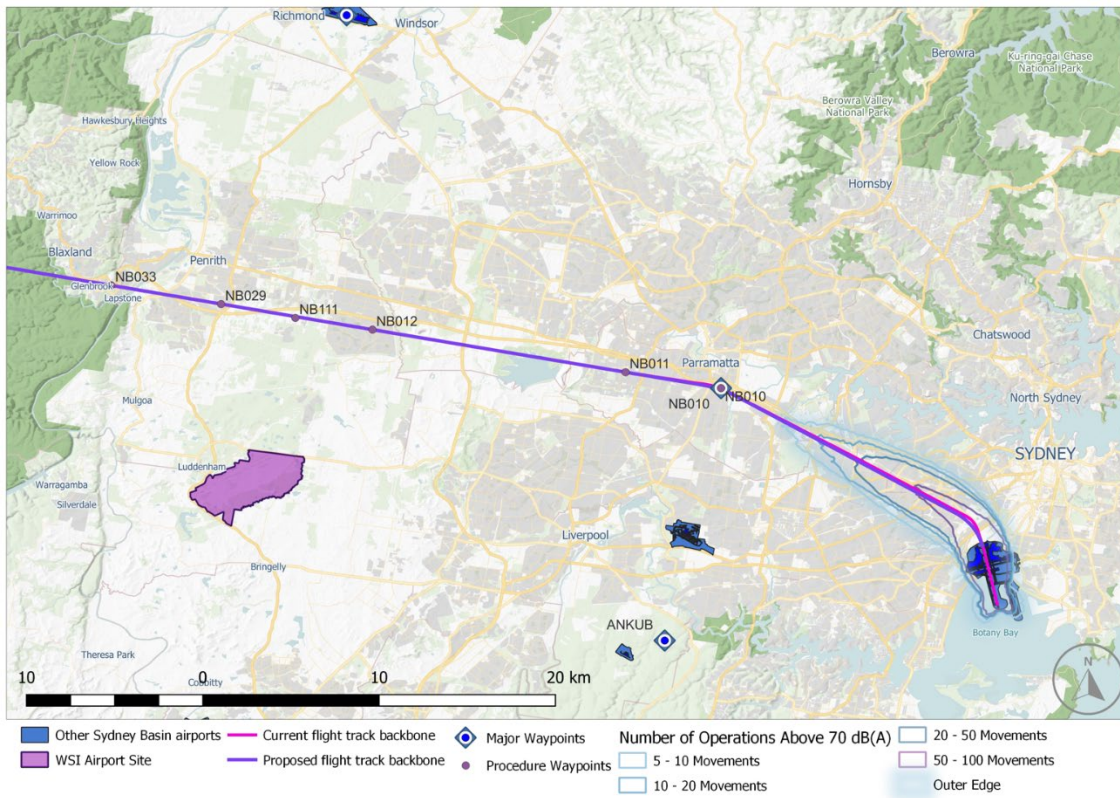 Richmond
Windsor
Berowra
Ku-ring-gai Chase
National Park
Berowra Valley
National Park
Hawkesbury Heights
Yellow Rock
Hornsby
Warrimoo
Blaxland
Penrith
NB033
Glenbrook
Lapstone
NB029
NB111
NB012
Chatswood
NB011
Parramatta
NB010
NB010
North Sydney
Mulgoa
SYDNEY
Luddenham
Warragamba
Silverdale
Liverpool
Bringelly
ANKUB
Botany Bay
Theresa Park
Cobbitty
N
10 0 10 20 km
Other Sydney Basin airports
WSI Airport Site
Current flight track backbone
Proposed flight track backbone
Major Waypoints
Procedure Waypoints
Number of Operations Above 70 dB(A)
5 - 10 Movements
10 - 20 Movements
20 - 50 Movements
50 - 100 Movements
Outer Edge